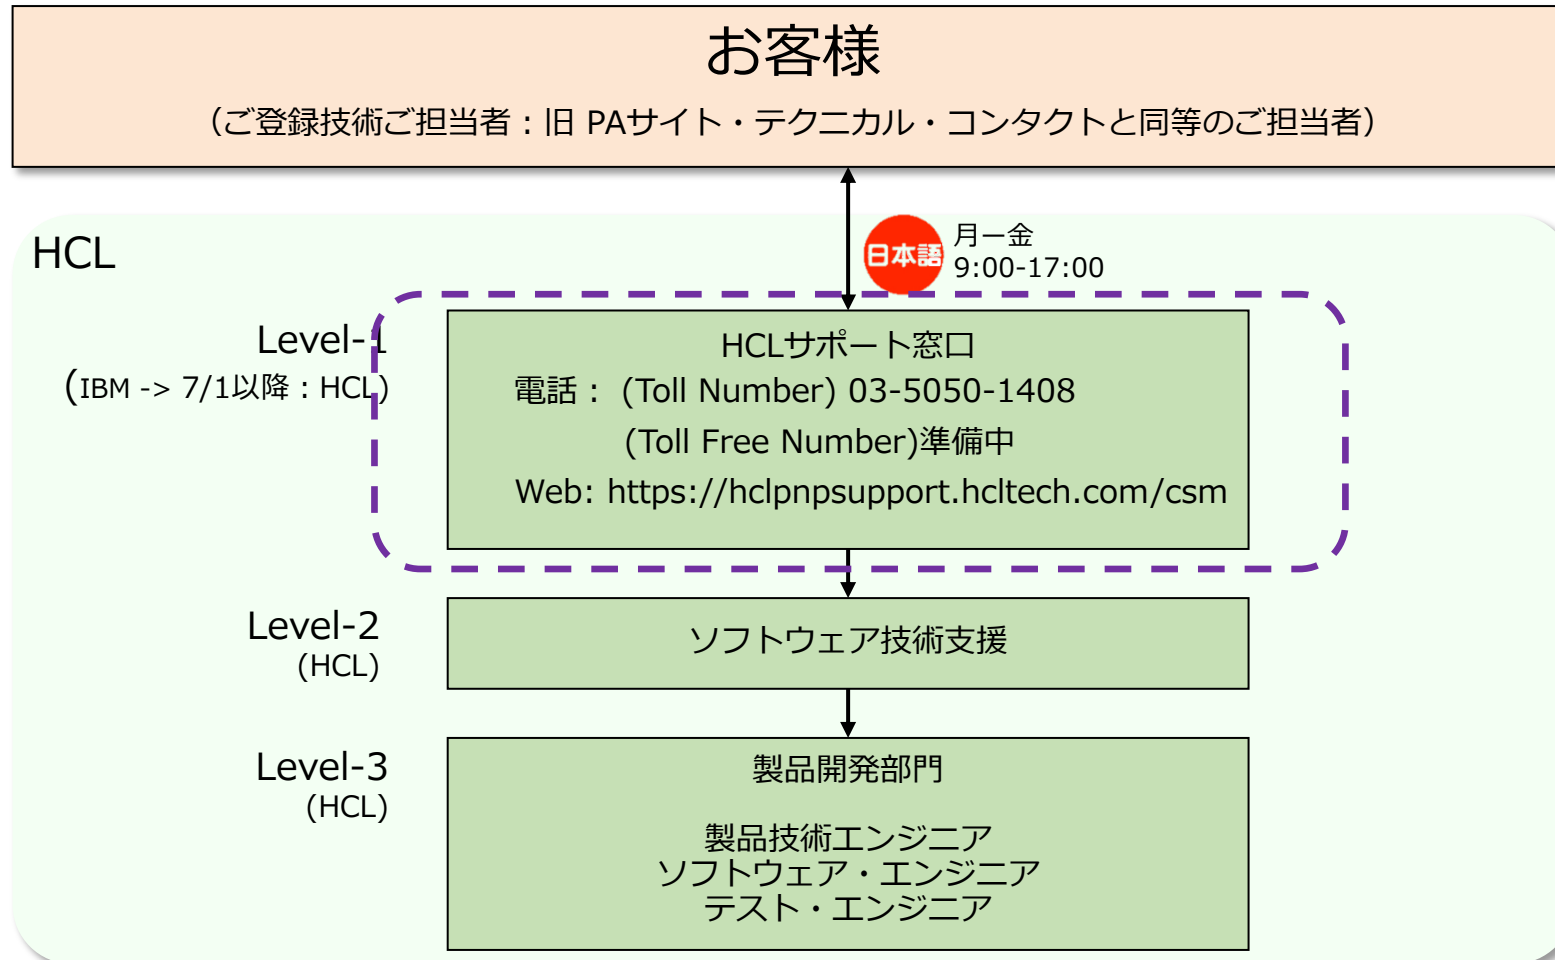 お客様
（ご登録技術ご担当者：旧 PAサイト・テクニカル・コンタクトと同等のご担当者）
HCL
日本語
月ー金
9:00-17:00
Level-1
(IBM -> 7/1以降：HCL)
HCLサポート窓口
電話： (Toll Number) 03-5050-1408
(Toll Free Number)準備中
Web: https://hclpnpsupport.hcltech.com/csm
Level-2
(HCL)
ソフトウェア技術支援
Level-3
(HCL)
製品開発部門
製品技術エンジニア
ソフトウェア・エンジニア
テスト・エンジニア